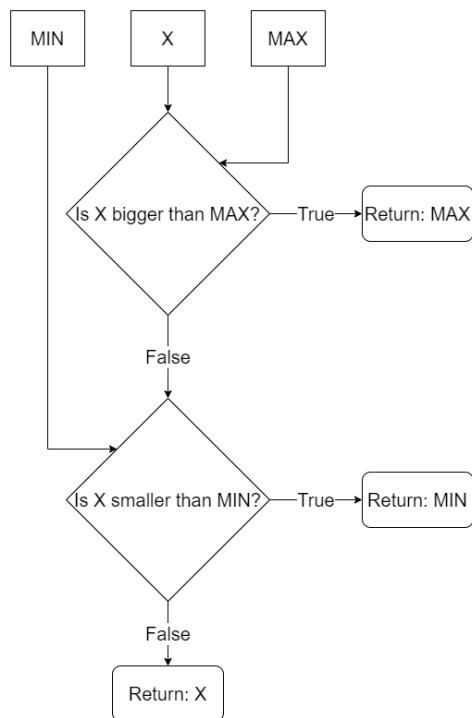 MIN
X
MAX
Is X bigger than MAX?
True
Return: MAX
False
Is X smaller than MIN?
True
Return: MIN
False
Return: X